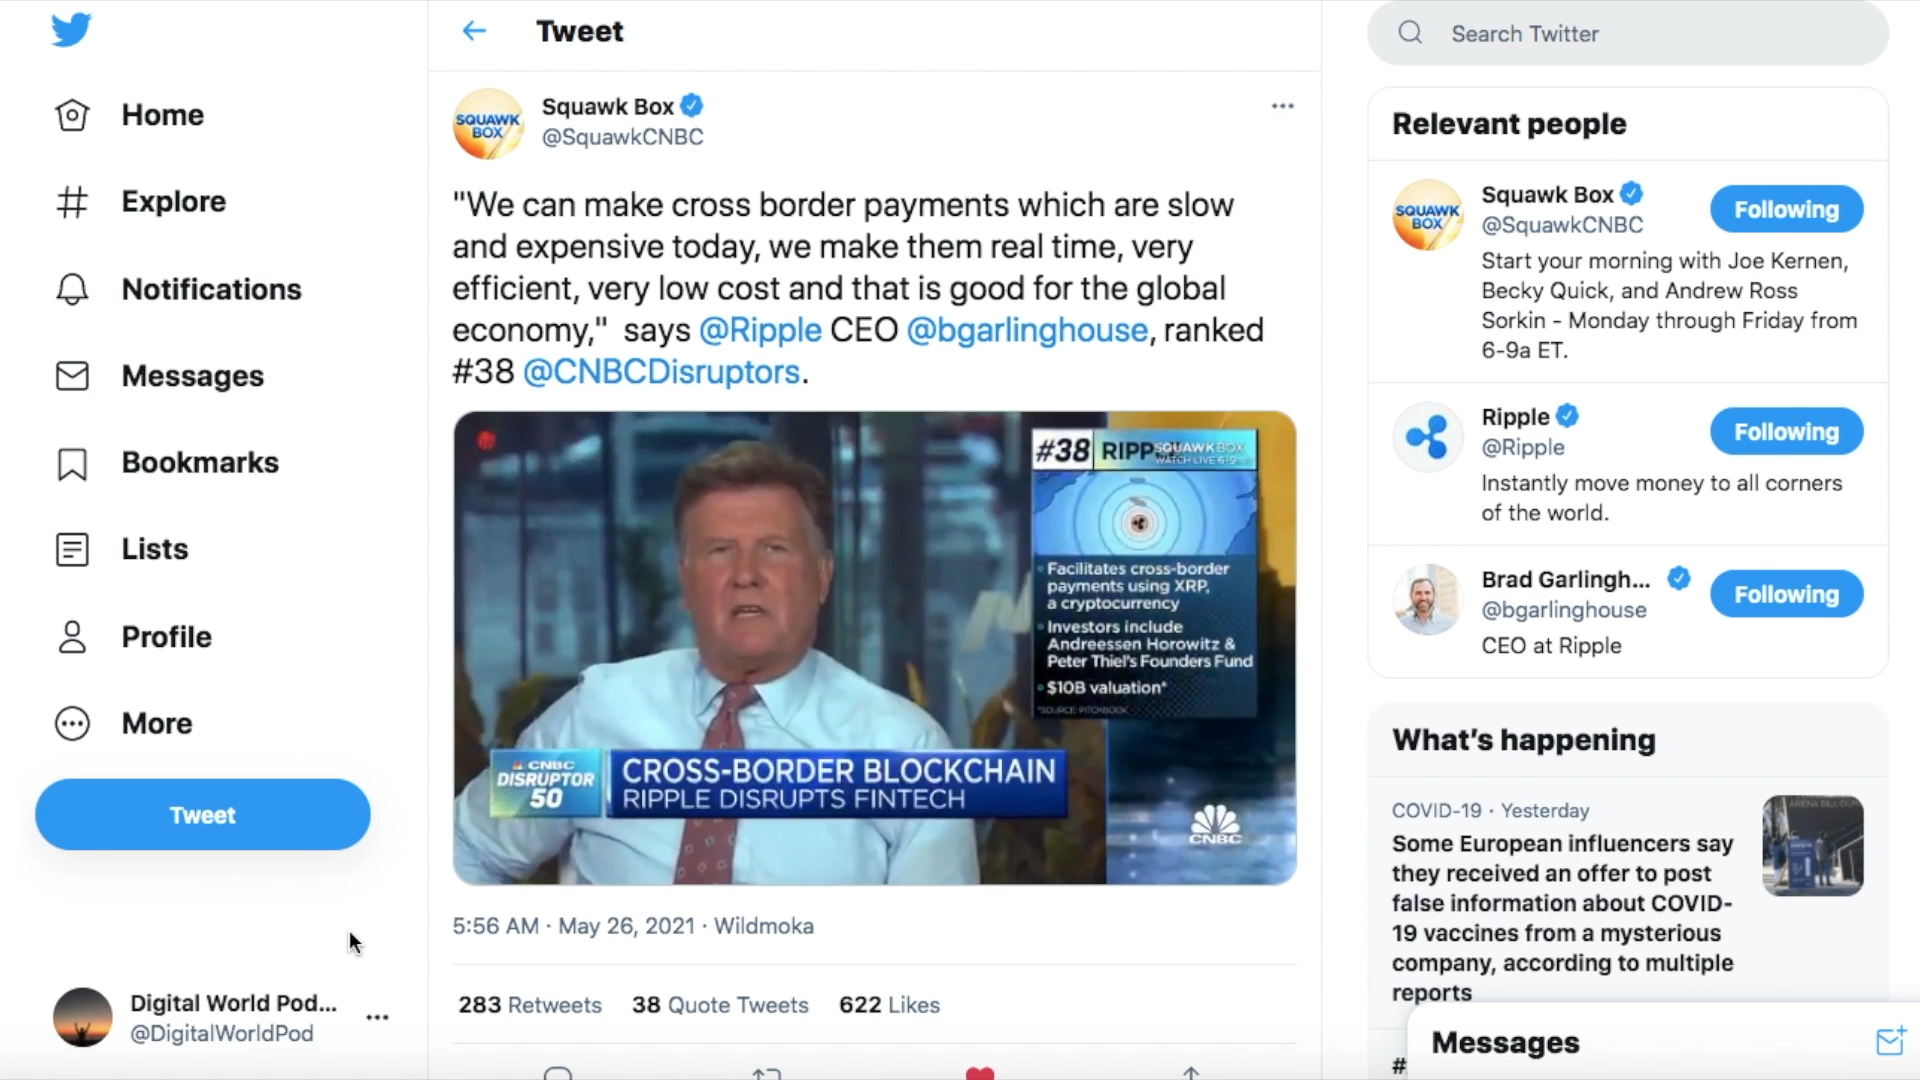 Home
Explore
Notifications
Messages
Bookmarks
Lists
Profile
More
Tweet
Digital World Pod...
@DigitalWorldPod
Tweet
SQUAWK
BOX
Squawk Box
@SquawkCNBC
"We can make cross border payments which are slow
and expensive today, we make them real time, very
efficient, very low cost and that is good for the global
economy,"  says @Ripple CEO @bgarlinghouse, ranked
#38 @CNBCDisruptors.
#38 RIPP
SQUAWK BOX
WATCH LIVE 6-9
• Facilitates cross-border
payments using XRP,
a cryptocurrency
• Investors include
Andreessen Horowitz &
Peter Thiel's Founders Fund
• $10B valuation*
*SOURCE: PITCHBOOK
CNBC
DISRUPTOR
50
CROSS-BORDER BLOCKCHAIN
RIPPLE DISRUPTS FINTECH
CNBC
5:56 AM · May 26, 2021 · Wildmoka
283 Retweets 38 Quote Tweets 622 Likes
Search Twitter
Relevant people
SQUAWK
BOX
Squawk Box
@SquawkCNBC
Following
Start your morning with Joe Kernen,
Becky Quick, and Andrew Ross
Sorkin - Monday through Friday from
6-9a ET.
Ripple
@Ripple
Following
Instantly move money to all corners
of the world.
Brad Garlingh...
@bgarlinghouse
Following
CEO at Ripple
What's happening
COVID-19 · Yesterday
Some European influencers say
they received an offer to post
false information about COVID-
19 vaccines from a mysterious
company, according to multiple
reports
#
Messages